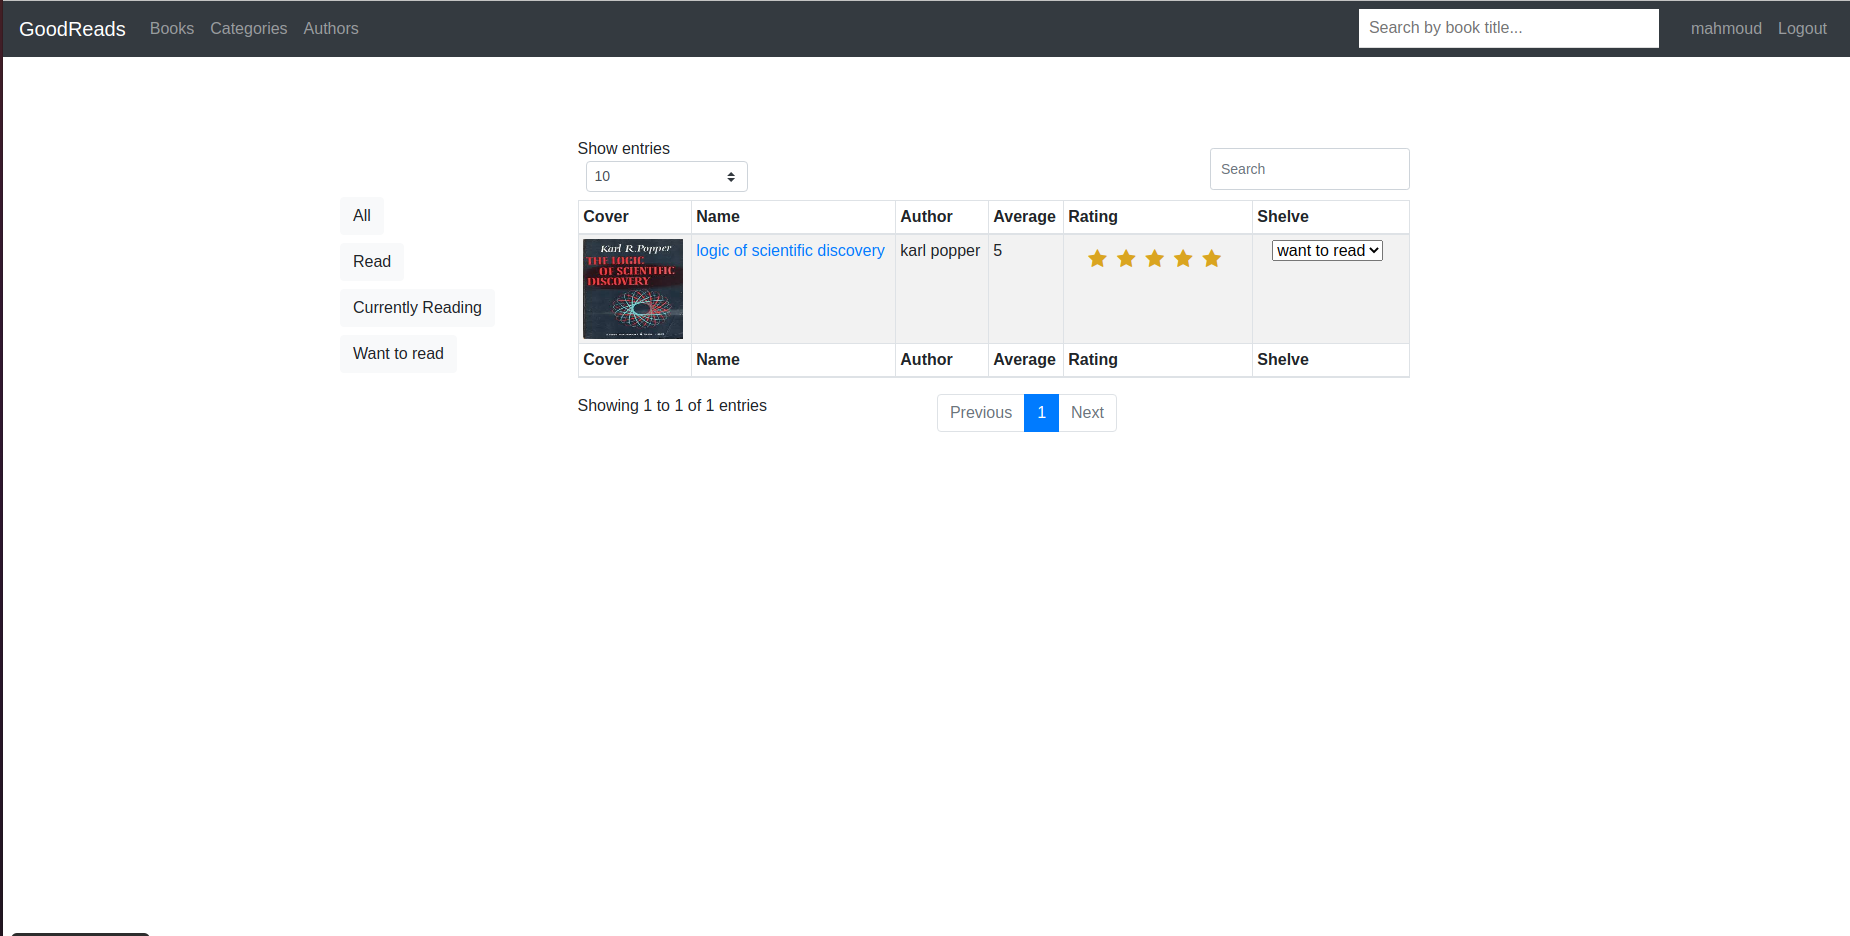 GoodReads Books Categories Authors Search by book title... mahmoud Logout
Show entries
10
Search
All
Read
Currently Reading
Want to read
Cover Name Author Average Rating Shelve
Karl R. Popper
THE LOGIC
OF SCIENTIFIC
DISCOVERY
logic of scientific discovery karl popper 5 want to read
Cover Name Author Average Rating Shelve
Showing 1 to 1 of 1 entries
Previous 1 Next